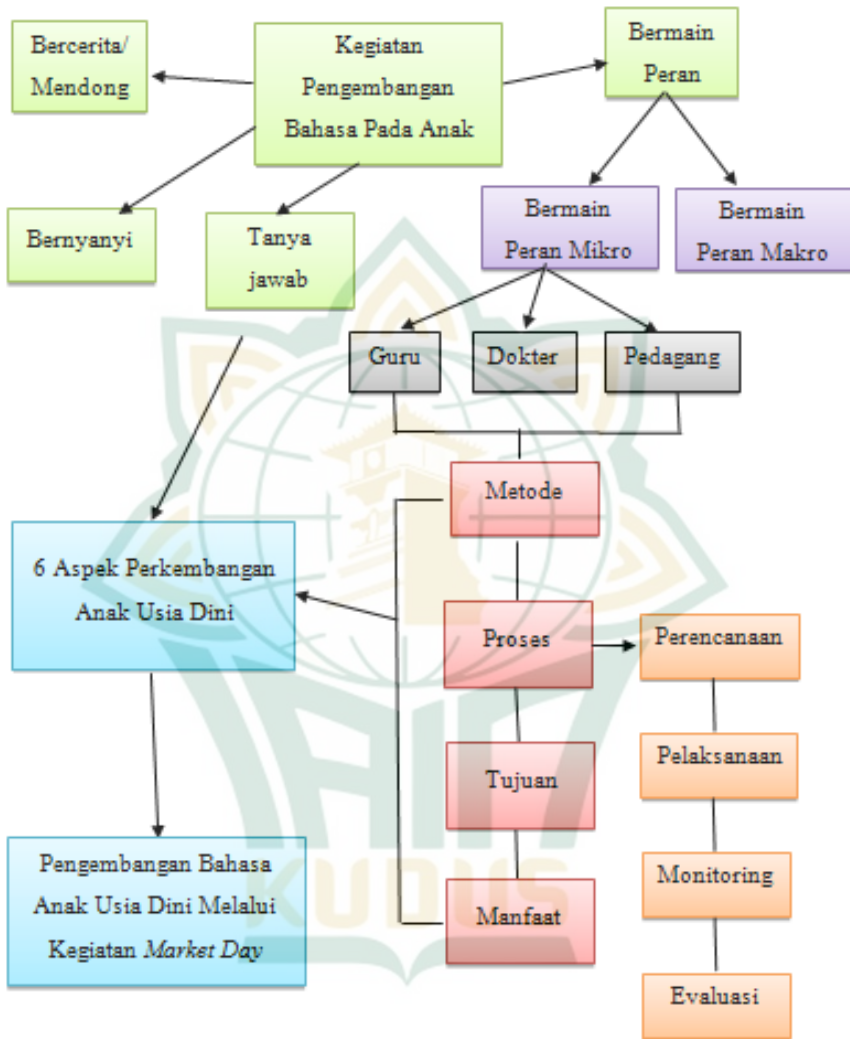 Bercerita/
Mendong
Kegiatan
Pengembangan
Bahasa Pada Anak
Bermain
Peran
Bernyanyi
Tanya
jawab
Bermain
Peran Mikro
Bermain
Peran Makro
Guru
Dokter
Pedagang
Metode
6 Aspek Perkembangan
Anak Usia Dini
Proses
Perencanaan
Tujuan
Pelaksanaan
Pengembangan Bahasa
Anak Usia Dini Melalui
Kegiatan Market Day
Manfaat
Monitoring
Evaluasi
IAIN
KUDUS